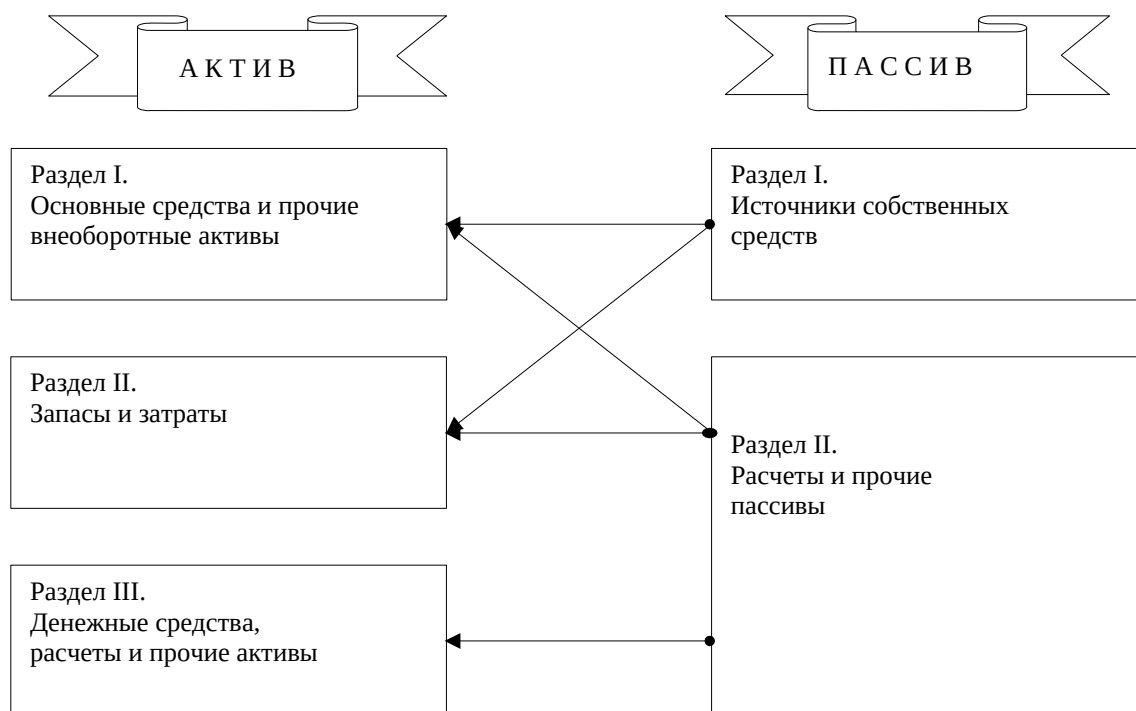 А К Т И В
П А С С И В
Раздел I.
Основные средства и прочие
внеоборотные активы
Раздел I.
Источники собственных
средств
Раздел II.
Запасы и затраты
Раздел II.
Расчеты и прочие
пассивы
Раздел III.
Денежные средства,
расчеты и прочие активы